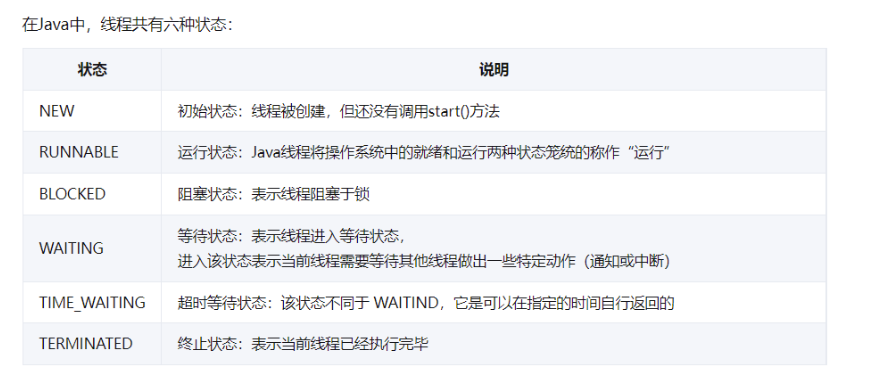 在Java中，线程共有六种状态：
状态 说明
NEW 初始状态：线程被创建，但还没有调用start()方法
RUNNABLE 运行状态：Java线程将操作系统中的就绪和运行两种状态笼统的称作“运行”
BLOCKED 阻塞状态：表示线程阻塞于锁
WAITING 等待状态：表示线程进入等待状态，
进入该状态表示当前线程需要等待其他线程做出一些特定动作（通知或中断）
TIME_WAITING 超时等待状态：该状态不同于 WAITIND，它是可以在指定的时间自行返回的
TERMINATED 终止状态：表示当前线程已经执行完毕